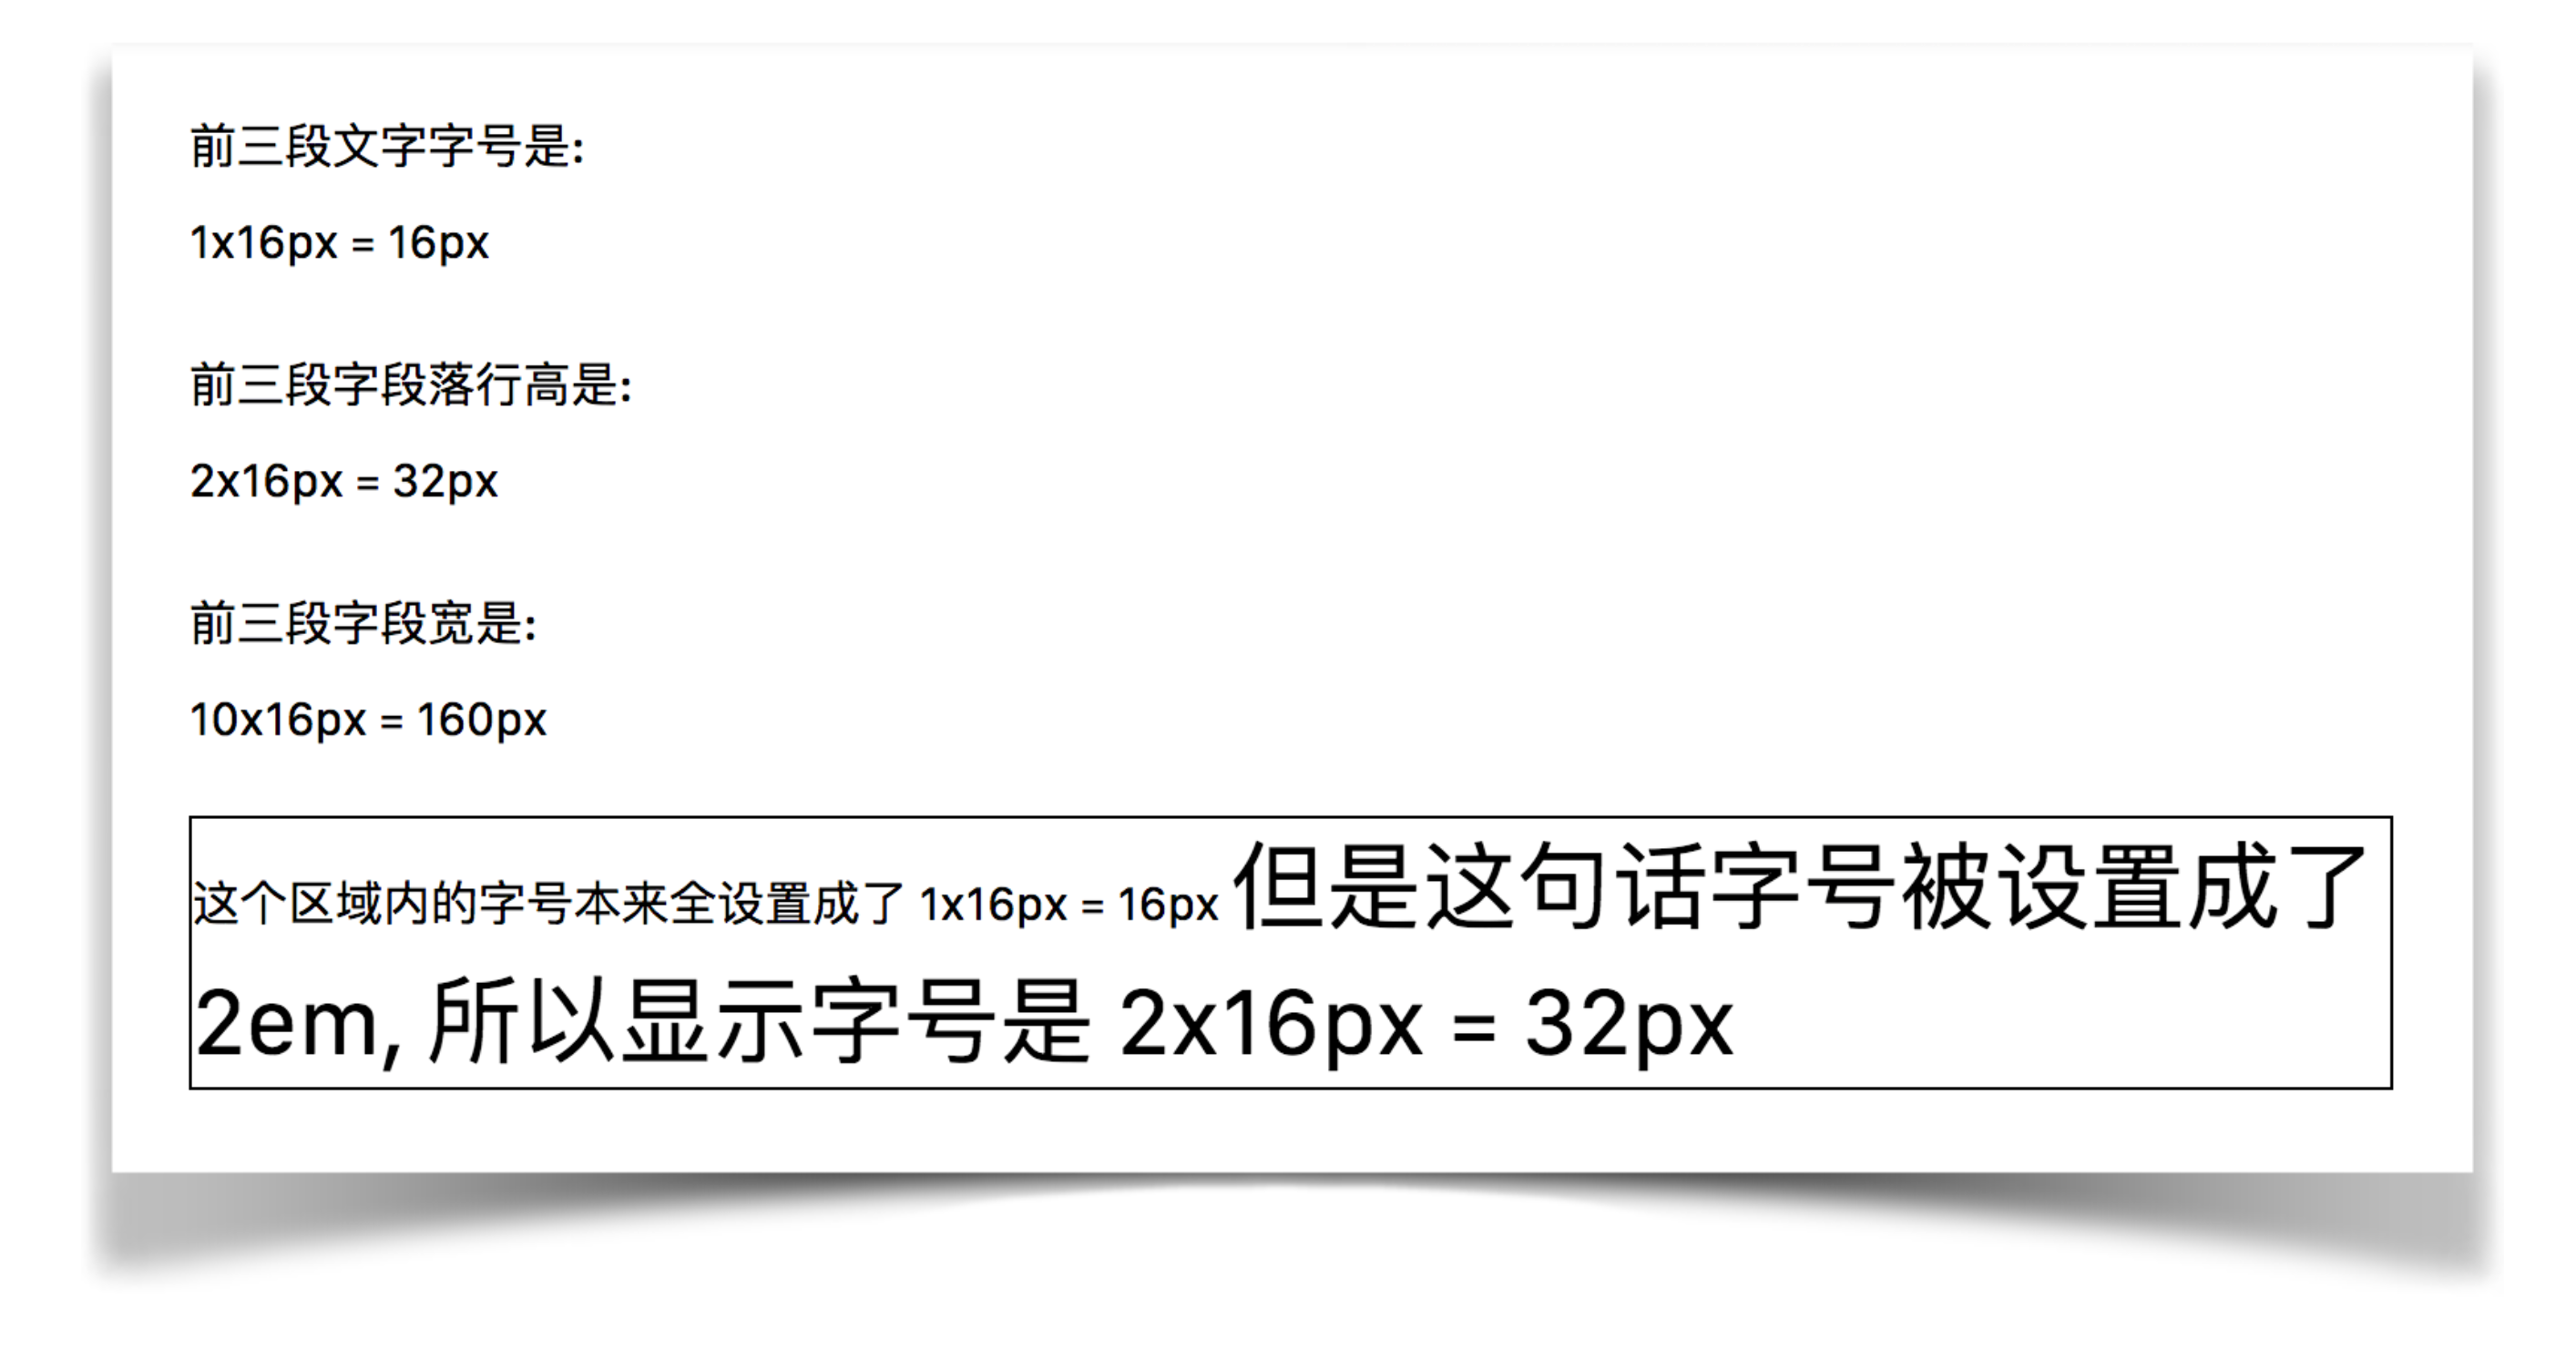 前三段文字字号是:
1x16px = 16px
前三段字段落行高是:
2x16px = 32px
前三段字段宽是:
10x16px = 160px
这个区域内的字号本来全设置成了 1x16px = 16px 但是这句话字号被设置成了
2em, 所以显示字号是 2x16px = 32px